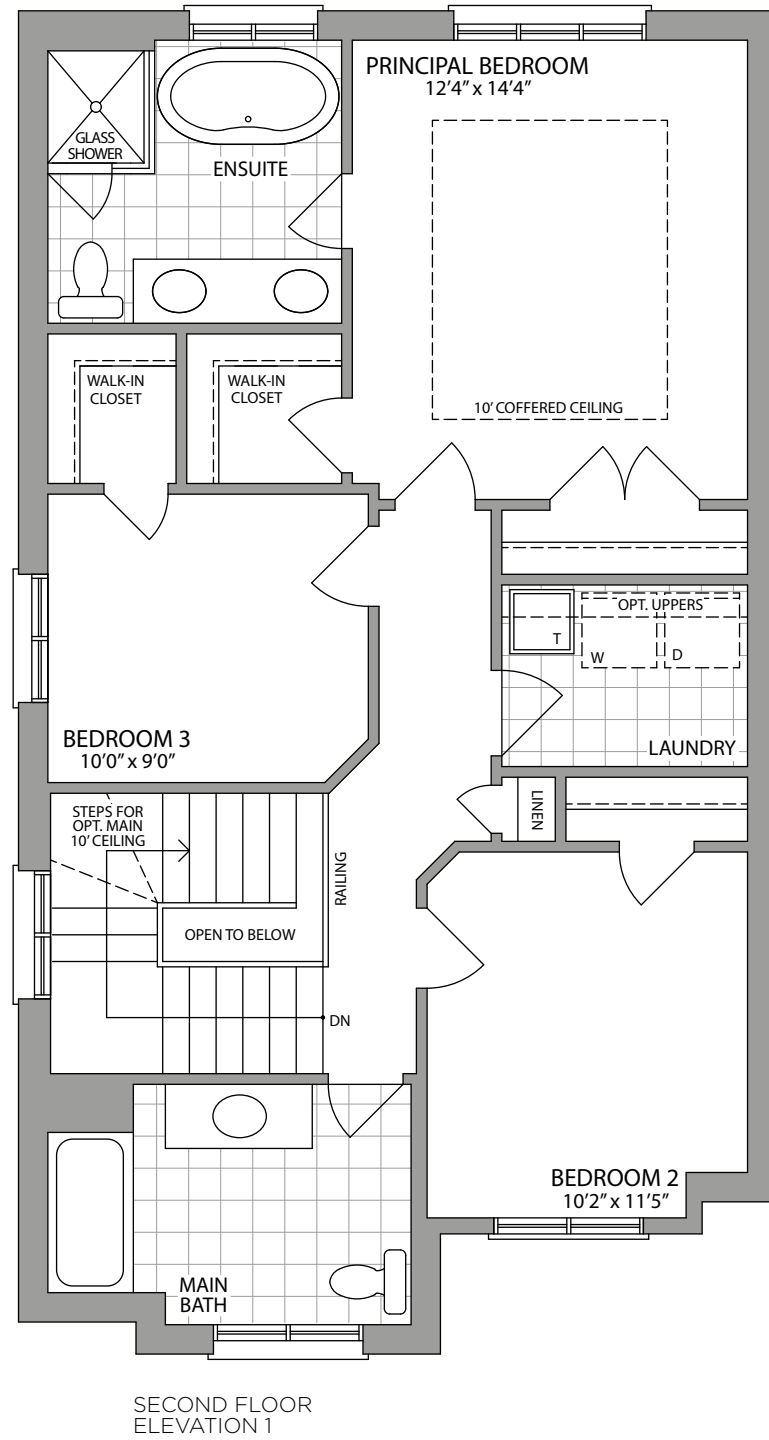 PRINCIPAL BEDROOM
12'4" x 14'4"
GLASS
SHOWER
ENSUITE
WALK-IN
CLOSET
WALK-IN
CLOSET
10' COFFERED CEILING
OPT. UPPERS
T
W
D
LAUNDRY
BEDROOM 3
10'0" x 9'0"
LINEN
STEPS FOR
OPT. MAIN
10' CEILING
RAILING
OPEN TO BELOW
DN
BEDROOM 2
10'2" x 11'5"
MAIN
BATH
SECOND FLOOR
ELEVATION 1